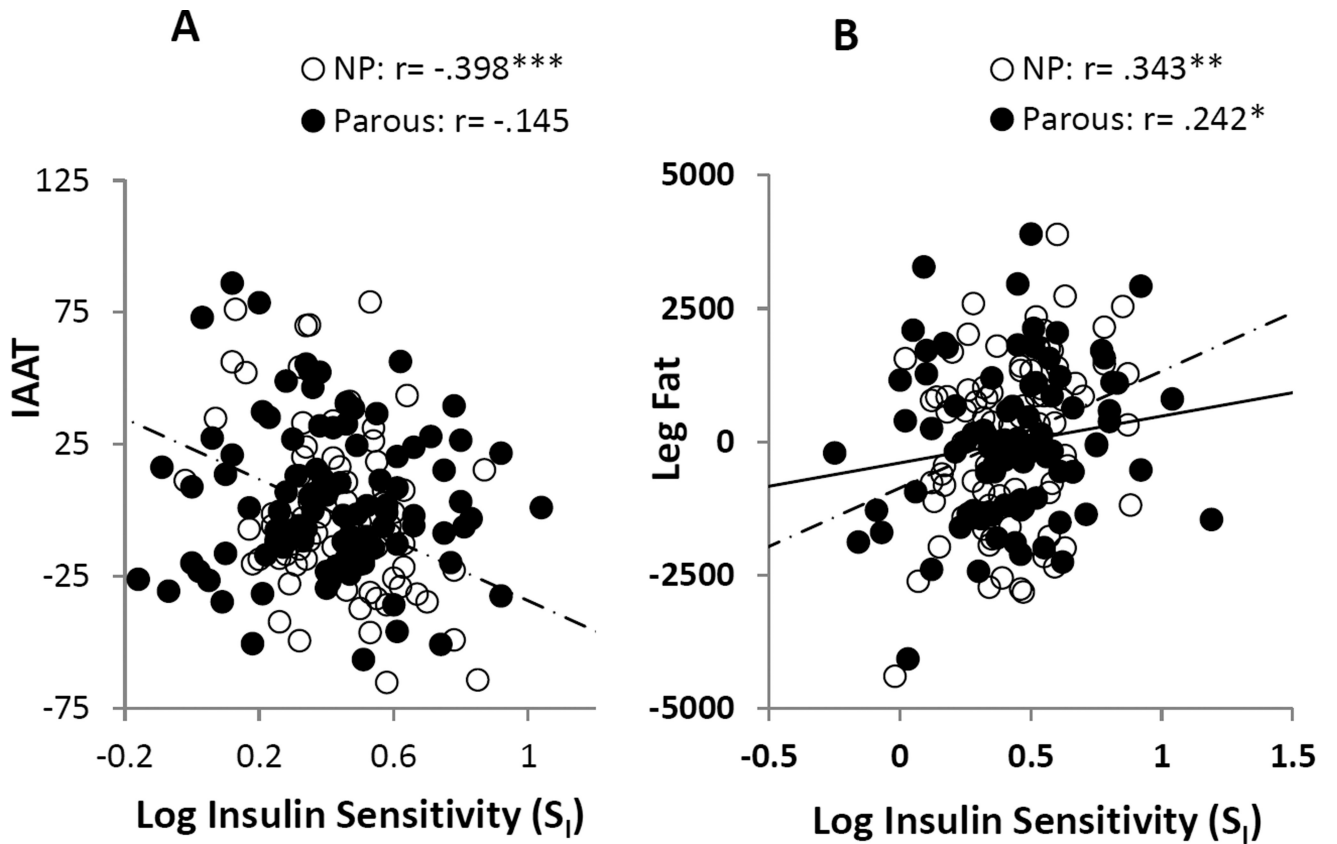 A
NP: r= -.398***
Parous: r= -.145
125
75
25
-25
-75
IAAT
-0.2 0.2 0.6 1
Log Insulin Sensitivity (SI)
B
NP: r= .343**
Parous: r= .242*
5000
2500
0
-2500
-5000
Leg Fat
-0.5 0 0.5 1 1.5
Log Insulin Sensitivity (SI)